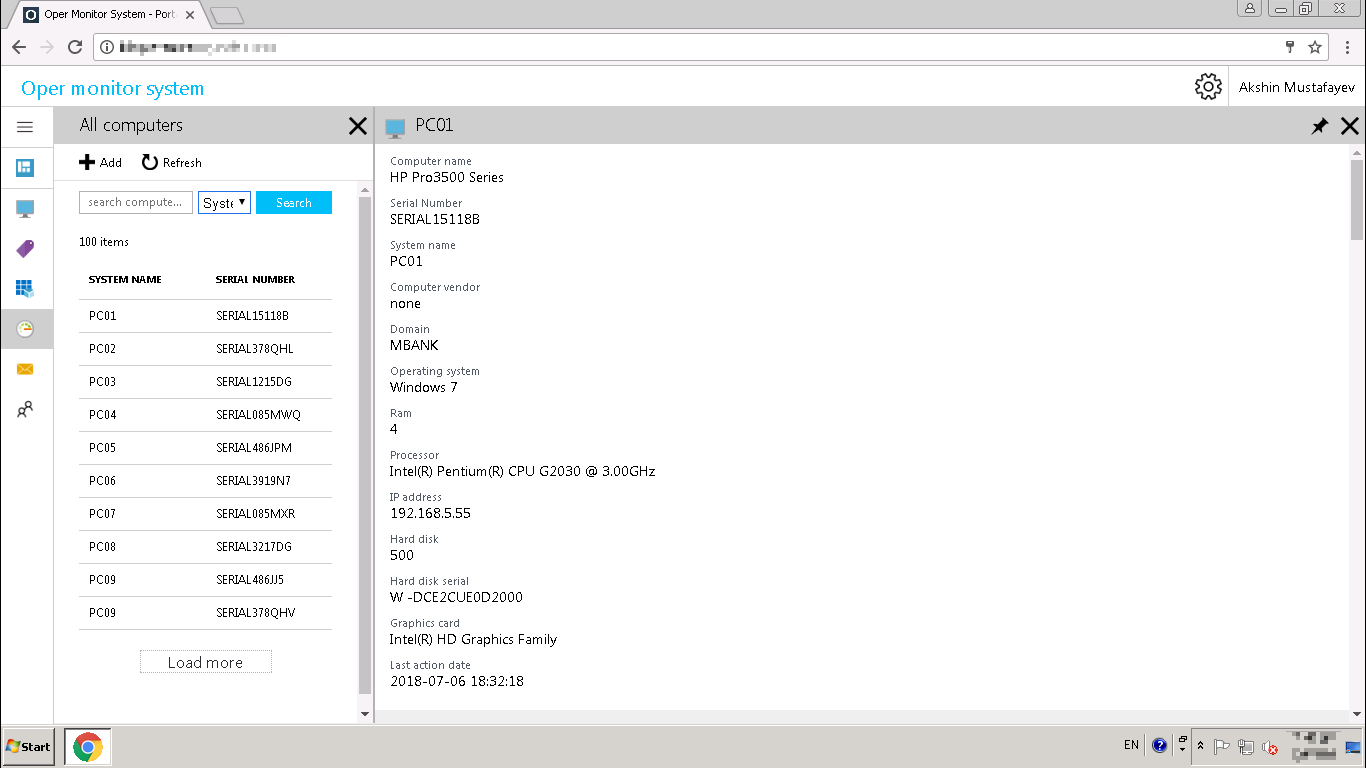 Oper Monitor System - Port
Oper monitor system
Akshin Mustafayev
All computers
Add
Refresh
search compute...
Syste
Search
100 items
SYSTEM NAME SERIAL NUMBER
PC01 SERIAL15118B
PC02 SERIAL378QHL
PC03 SERIAL1215DG
PC04 SERIAL085MWQ
PC05 SERIAL486JPM
PC06 SERIAL3919N7
PC07 SERIAL085MXR
PC08 SERIAL3217DG
PC09 SERIAL486JJ5
PC09 SERIAL378QHV
Load more
PC01
Computer name
HP Pro3500 Series
Serial Number
SERIAL15118B
System name
PC01
Computer vendor
none
Domain
MBANK
Operating system
Windows 7
Ram
4
Processor
Intel(R) Pentium(R) CPU G2030 @ 3.00GHz
IP address
192.168.5.55
Hard disk
500
Hard disk serial
W -DCE2CUE0D2000
Graphics card
Intel(R) HD Graphics Family
Last action date
2018-07-06 18:32:18
Start
EN